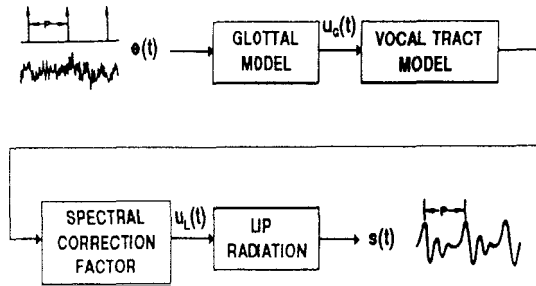 P
e(t)
GLOTTAL
MODEL
u_G(t)
VOCAL TRACT
MODEL
SPECTRAL
CORRECTION
FACTOR
u_L(t)
LIP
RADIATION
s(t)
P